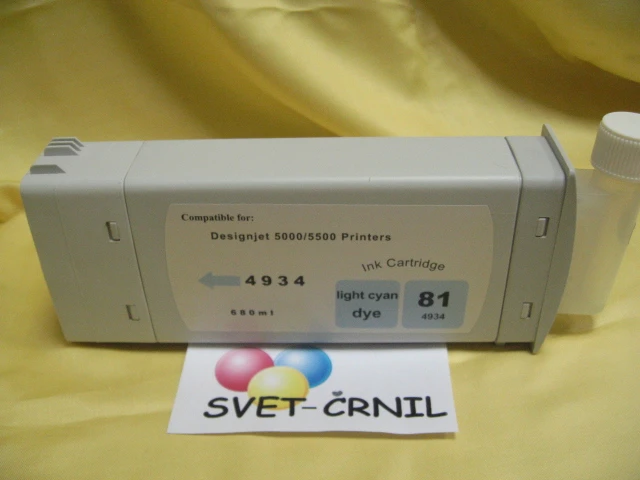 Compatible for:
Designjet 5000/5500 Printers
Ink Cartridge
4934
light cyan
dye
81
4934
680ml
SVET-ČRNIL